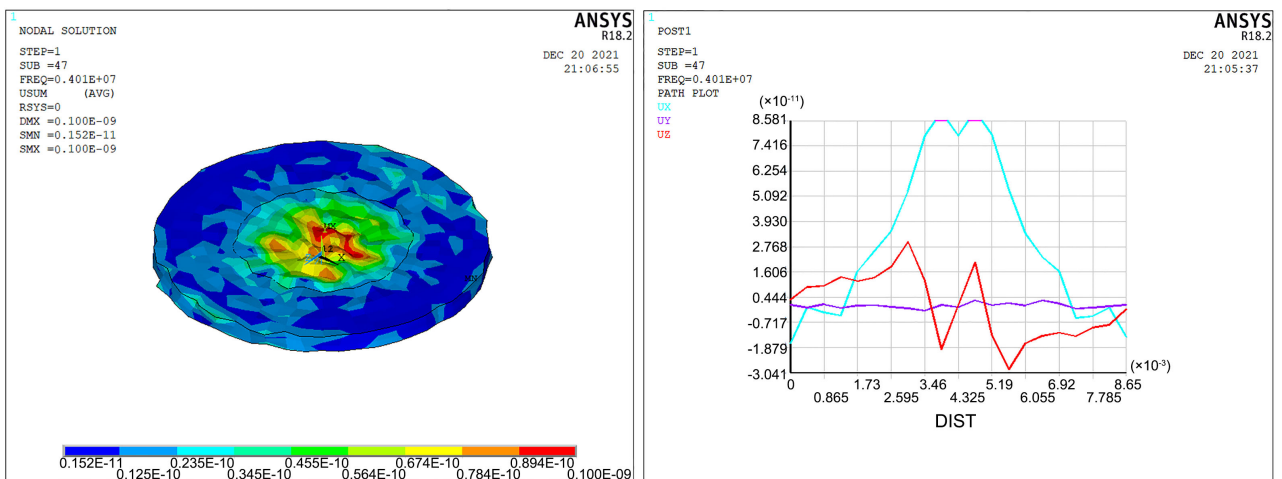 1
ANSYS
R18.2
NODAL SOLUTION
STEP=1
SUB =47
FREQ=0.401E+07
USUM (AVG)
RSYS=0
DMX =0.100E-09
SMN =0.152E-11
SMX =0.100E-09
DEC 20 2021
21:06:55
X
0.152E-11 0.235E-10 0.455E-10 0.674E-10 0.894E-10
0.125E-10 0.345E-10 0.564E-10 0.784E-10 0.100E-09
1
ANSYS
R18.2
POST1
STEP=1
SUB =47
FREQ=0.401E+07
PATH PLOT
UX
UY
UZ
DEC 20 2021
21:05:37
(×10⁻¹¹)
8.581
7.416
6.254
5.092
3.930
2.768
1.606
0.444
-0.717
-1.879
-3.041
(×10⁻³)
0 1.73 3.46 5.19 6.92 8.65
0.865 2.595 4.325 6.055 7.785
DIST